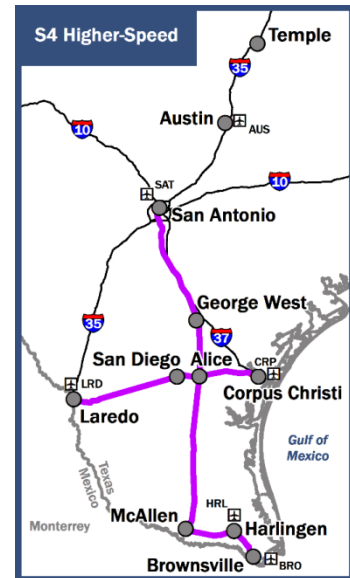 S4 Higher-Speed
Temple
35
Austin
AUS
10
SAT
10
San Antonio
George West
35
37
San Diego
Alice
CRP
LRD
Corpus Christi
Laredo
Gulf of
Mexico
Texas
Mexico
McAllen
HRL
Monterrey
Harlingen
Brownsville
BRO